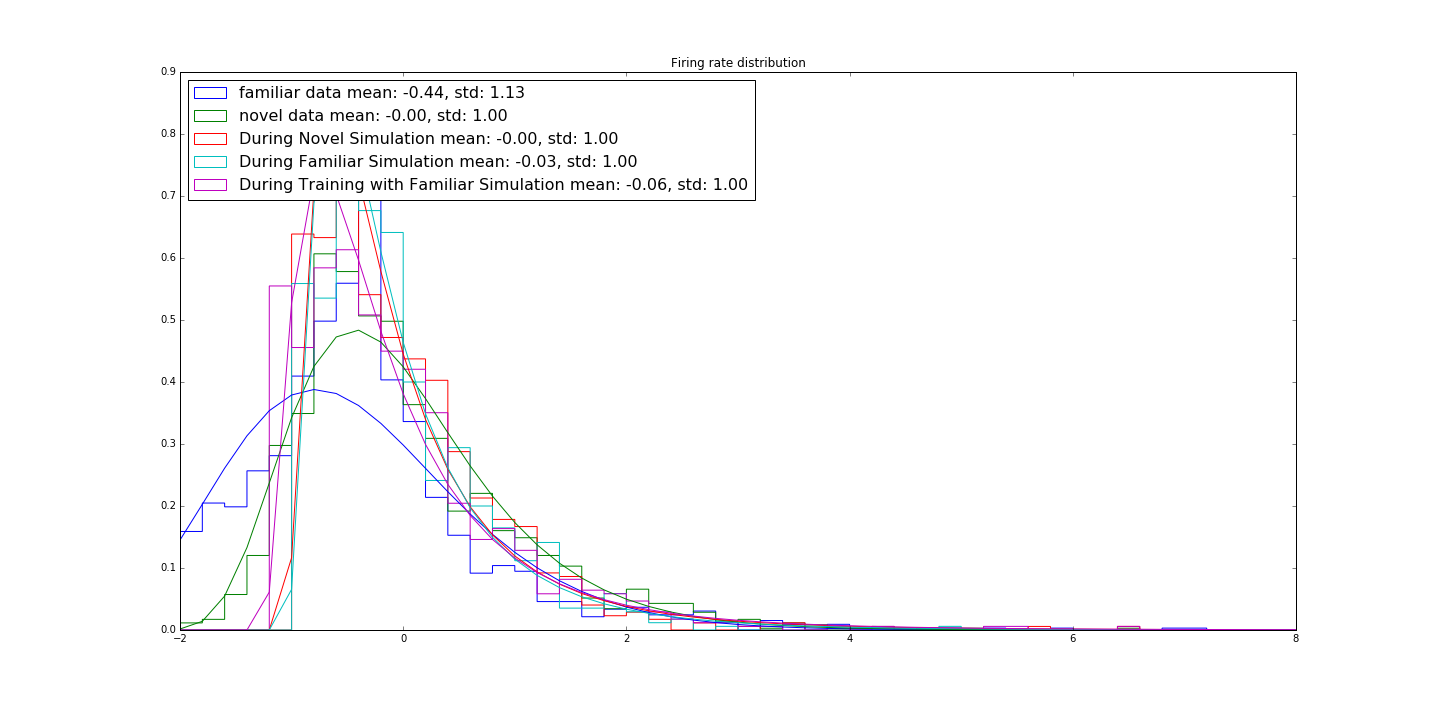 Firing rate distribution
0.9
0.8
0.7
0.6
0.5
0.4
0.3
0.2
0.1
0.0
familiar data mean: -0.44, std: 1.13
novel data mean: -0.00, std: 1.00
During Novel Simulation mean: -0.00, std: 1.00
During Familiar Simulation mean: -0.03, std: 1.00
During Training with Familiar Simulation mean: -0.06, std: 1.00
−2 0 2 4 6 8